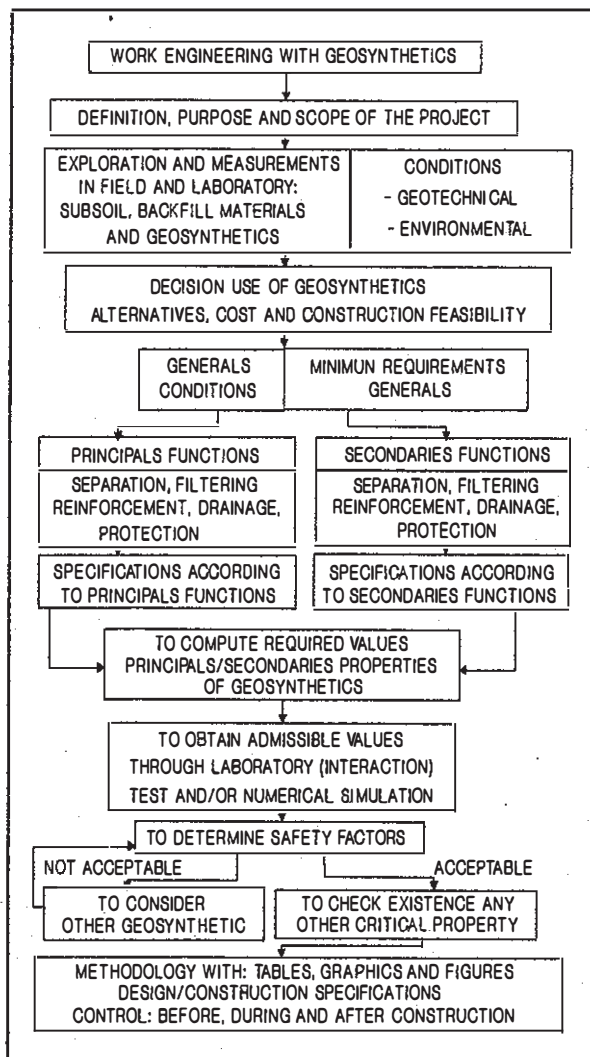 WORK ENGINEERING WITH GEOSYNTHETICS
DEFINITION, PURPOSE AND SCOPE OF THE PROJECT
EXPLORATION AND MEASUREMENTS
IN FIELD AND LABORATORY:
SUBSOIL, BACKFILL MATERIALS
AND GEOSYNTHETICS
CONDITIONS
- GEOTECHNICAL
- ENVIRONMENTAL
DECISION USE OF GEOSYNTHETICS
ALTERNATIVES, COST AND CONSTRUCTION FEASIBILITY
GENERALS
CONDITIONS
MINIMUN REQUIREMENTS
GENERALS
PRINCIPALS FUNCTIONS
SEPARATION, FILTERING
REINFORCEMENT, DRAINAGE,
PROTECTION
SPECIFICATIONS ACCORDING
TO PRINCIPALS FUNCTIONS
SECONDARIES FUNCTIONS
SEPARATION, FILTERING
REINFORCEMENT, DRAINAGE,
PROTECTION
SPECIFICATIONS ACCORDING
TO SECONDARIES FUNCTIONS
TO COMPUTE REQUIRED VALUES
PRINCIPALS/SECONDARIES PROPERTIES
OF GEOSYNTHETICS
TO OBTAIN ADMISSIBLE VALUES
THROUGH LABORATORY (INTERACTION)
TEST AND/OR NUMERICAL SIMULATION
TO DETERMINE SAFETY FACTORS
NOT ACCEPTABLE
ACCEPTABLE
TO CONSIDER
OTHER GEOSYNTHETIC
TO CHECK EXISTENCE ANY
OTHER CRITICAL PROPERTY
METHODOLOGY WITH: TABLES, GRAPHICS AND FIGURES
DESIGN/CONSTRUCTION SPECIFICATIONS
CONTROL: BEFORE, DURING AND AFTER CONSTRUCTION